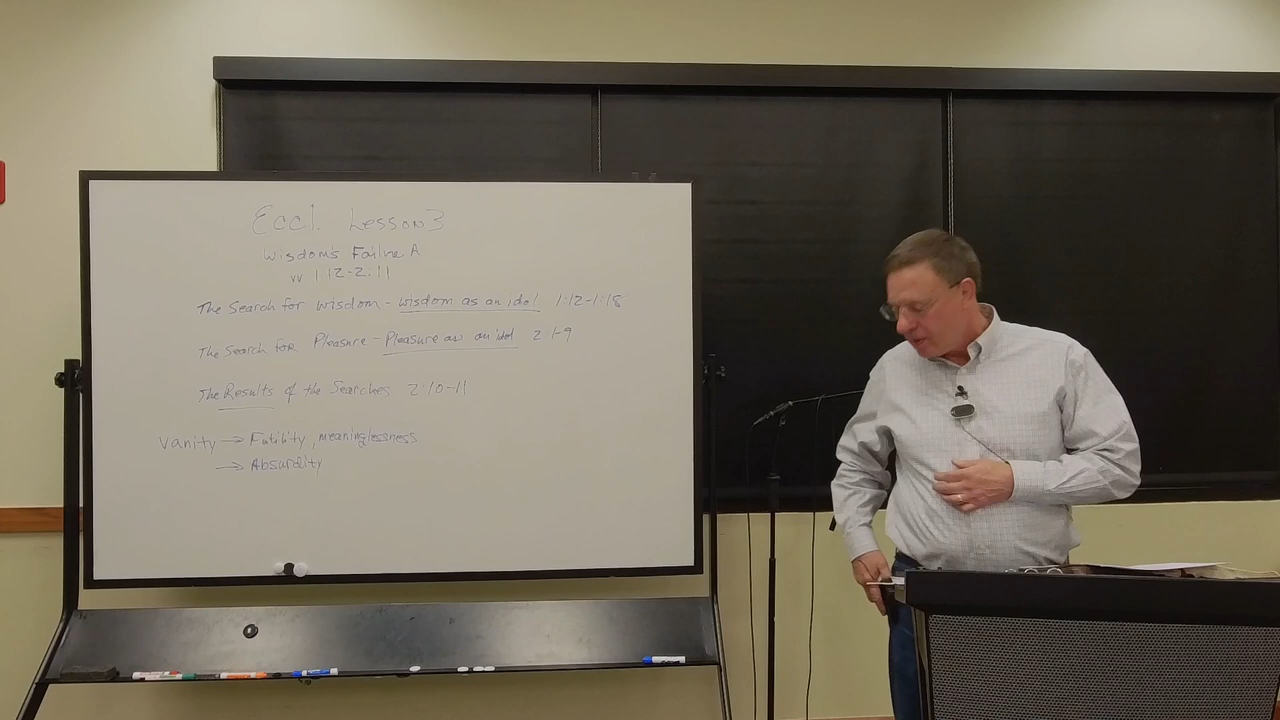 Eccl. Lesson 3
Wisdom's Failure A
vv 1:12-2:11
The Search for wisdom - wisdom as an idol 1:12-1:18
The Search for Pleasure - Pleasure as an idol 2:1-9
The Results of the Searches 2:10-11
Vanity → Futility, meaninglessness
→ Absurdity